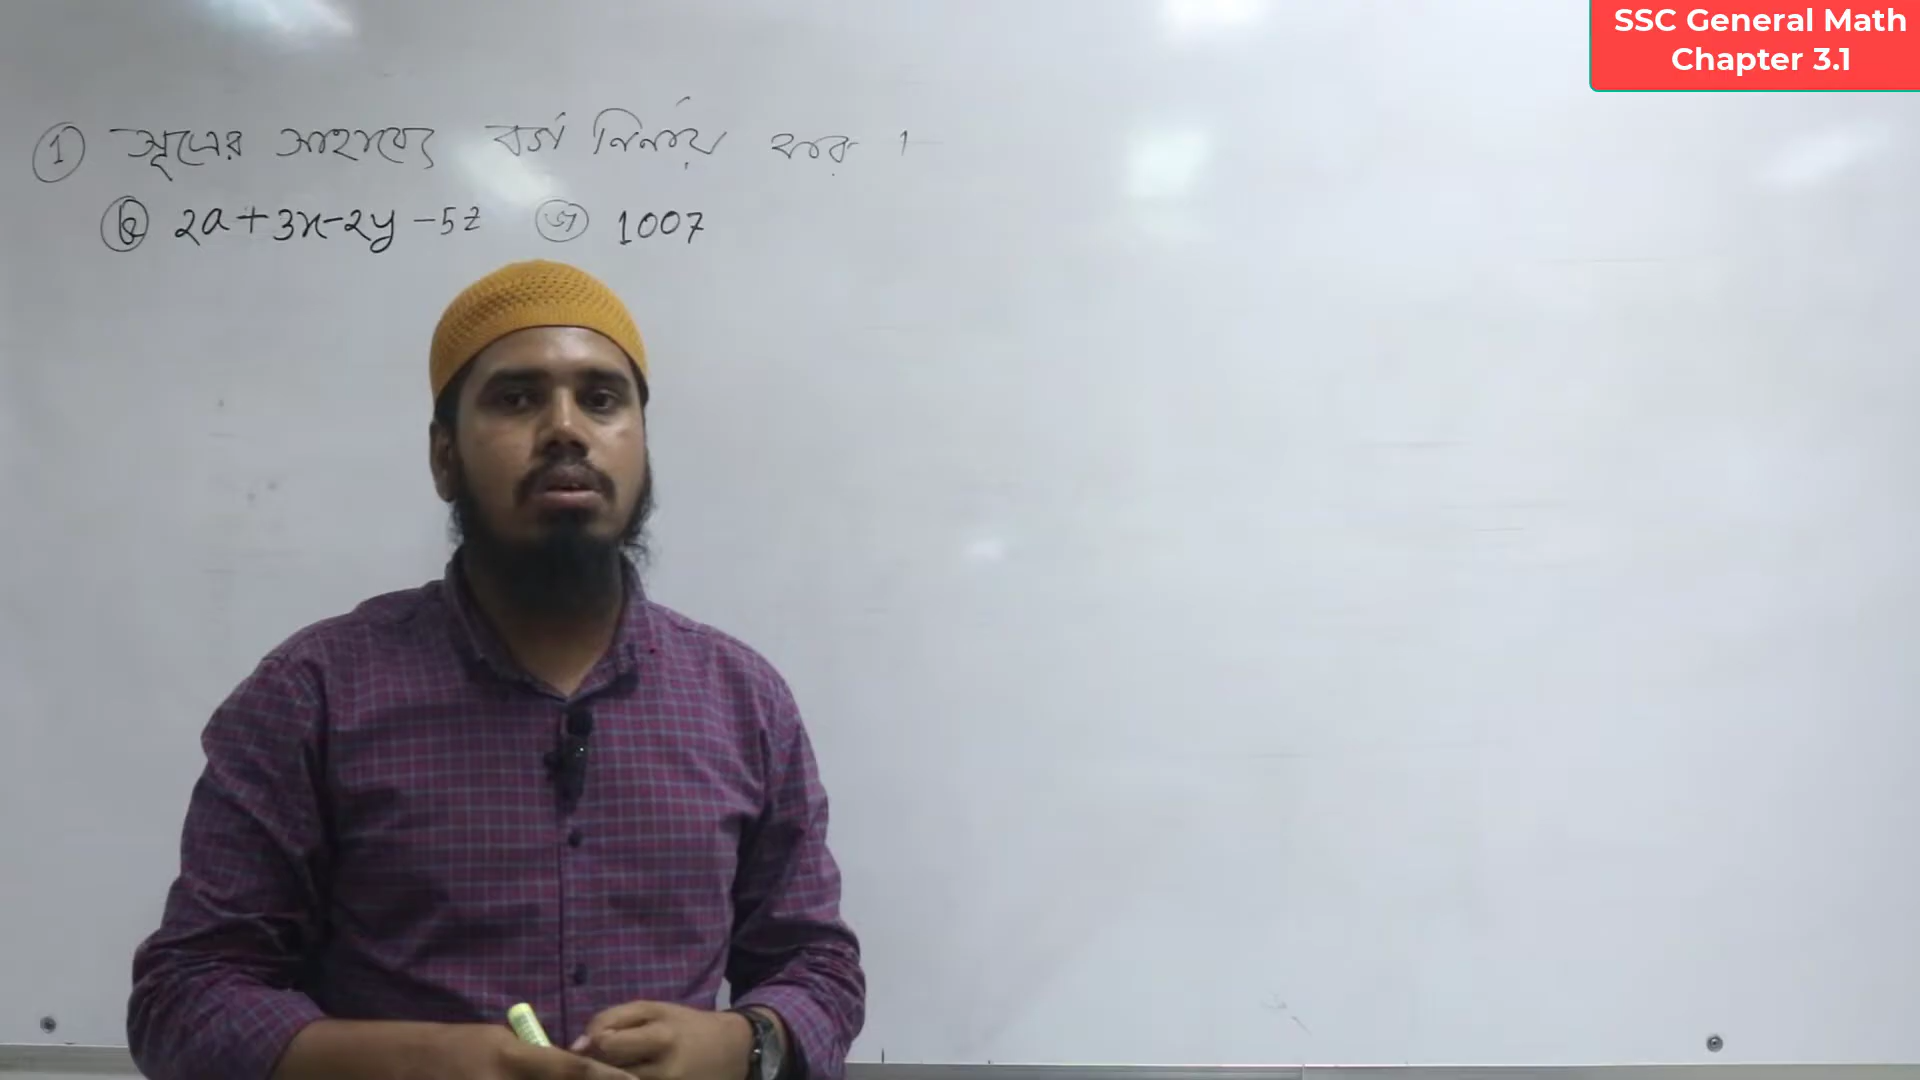 SSC General Math
Chapter 3.1
① সূত্রের সাহায্যে বর্গ নির্ণয় কর ।
2a+3x-2y-5z ঞ 1007